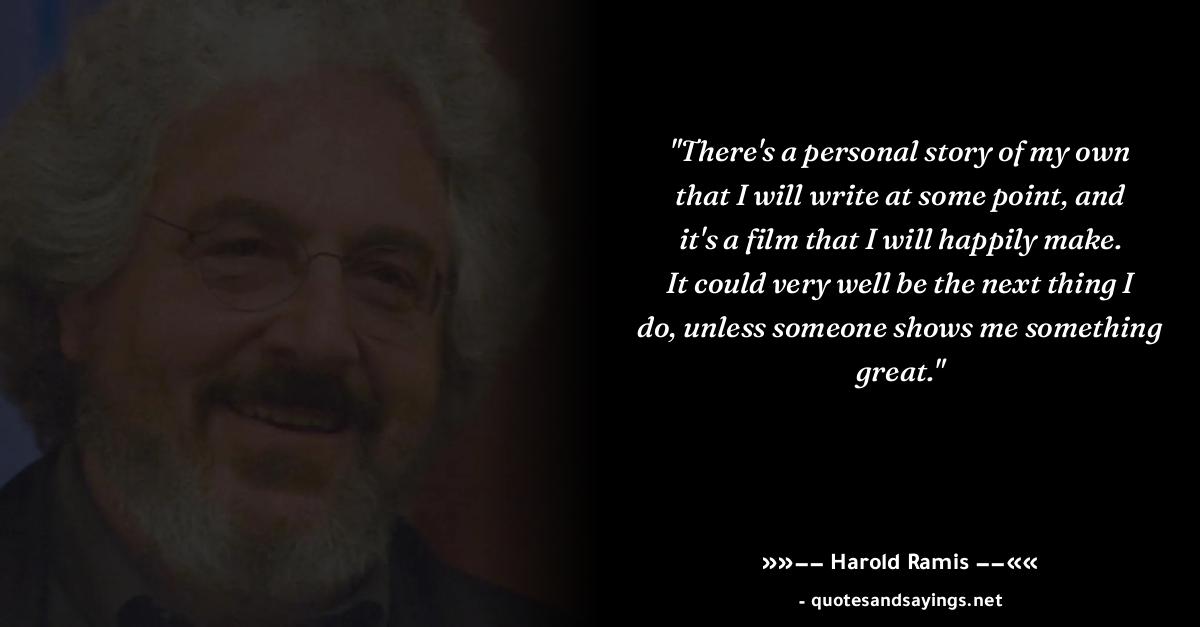 "There's a personal story of my own
that I will write at some point, and
it's a film that I will happily make.
It could very well be the next thing I
do, unless someone shows me something
great."
»»−− Harold Ramis −−««
- quotesandsayings.net